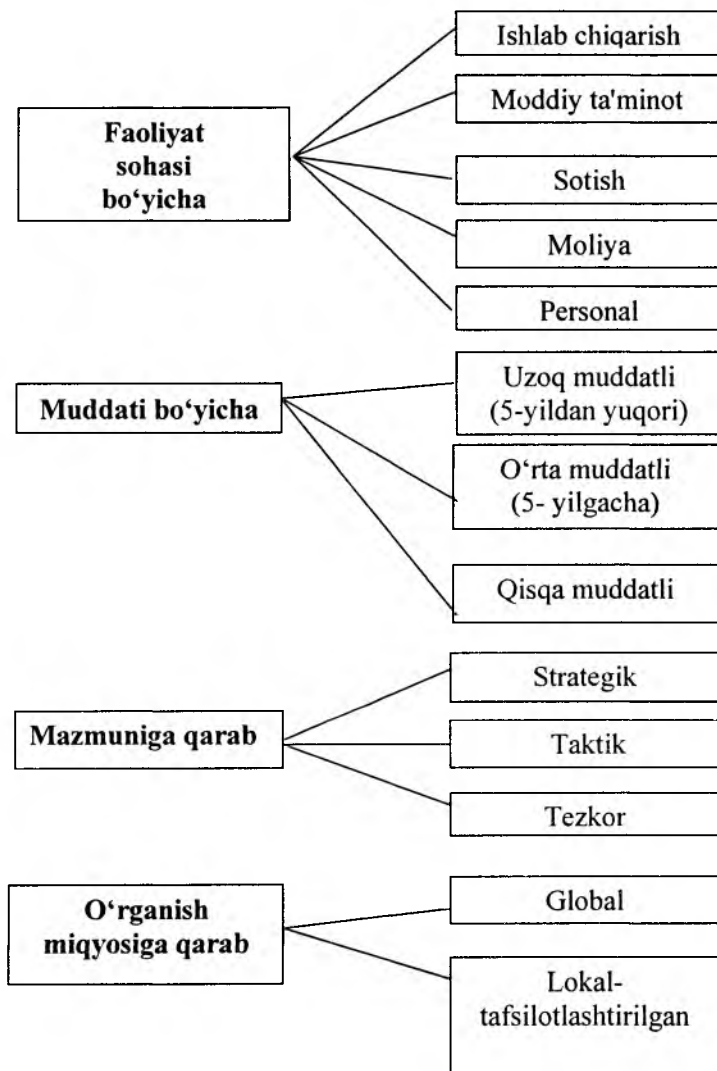 Faoliyat
sohasi
bo‘yicha
Ishlab chiqarish
Moddiy ta'minot
Sotish
Moliya
Personal
Muddati bo‘yicha
Uzoq muddatli
(5-yildan yuqori)
O‘rta muddatli
(5- yilgacha)
Qisqa muddatli
Mazmuniga qarab
Strategik
Taktik
Tezkor
O‘rganish
miqyosiga qarab
Global
Lokal-
tafsilotlashtirilgan